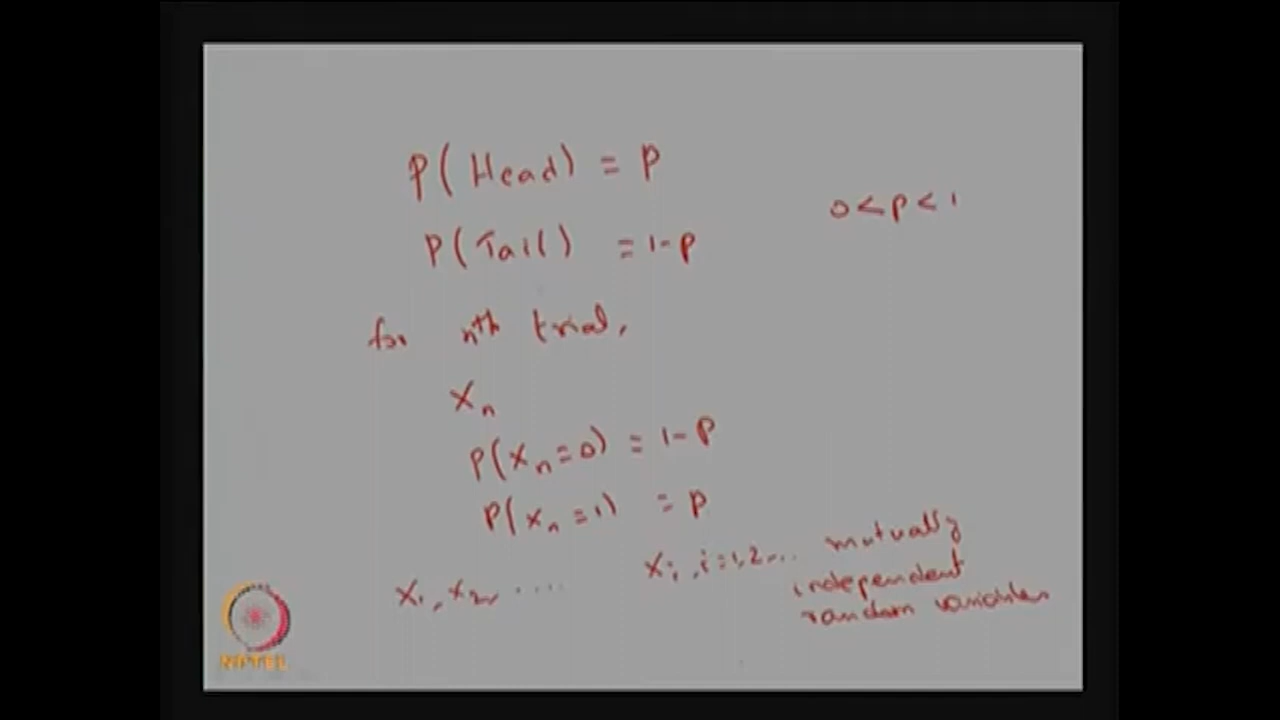 P(Head) = p
0 < p < 1
P(Tail) = 1-p
for nth trial,
Xn
P(Xn=0) = 1-p
P(Xn=1) = p
X1, X2, .... Xi, i=1,2... mutually
independent
random variables
NPTEL